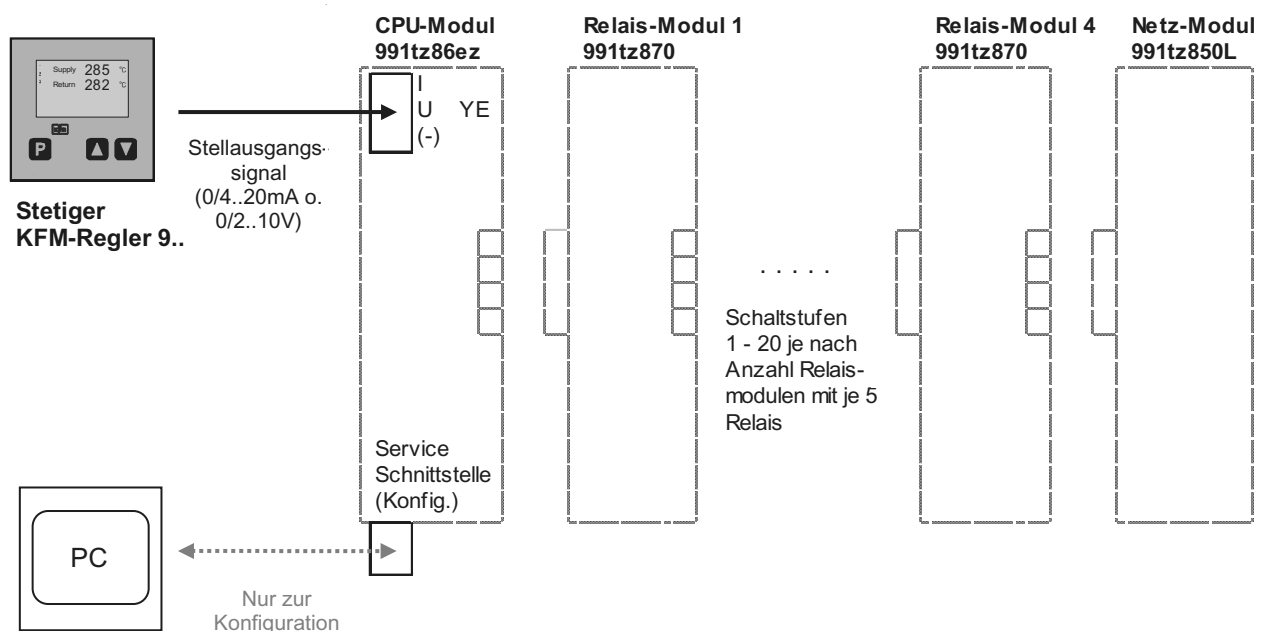 CPU-Modul
991tz86ez
Relais-Modul 1
991tz870
Relais-Modul 4
991tz870
Netz-Modul
991tz850L
Supply 285 °C
Return 282 °C
P
Stetiger
KFM-Regler 9..
Stellausgangs-
signal
(0/4..20mA o.
0/2..10V)
I
U YE
(-)
. . . . .
Schaltstufen
1 - 20 je nach
Anzahl Relais-
modulen mit je 5
Relais
Service
Schnittstelle
(Konfig.)
PC
Nur zur
Konfiguration